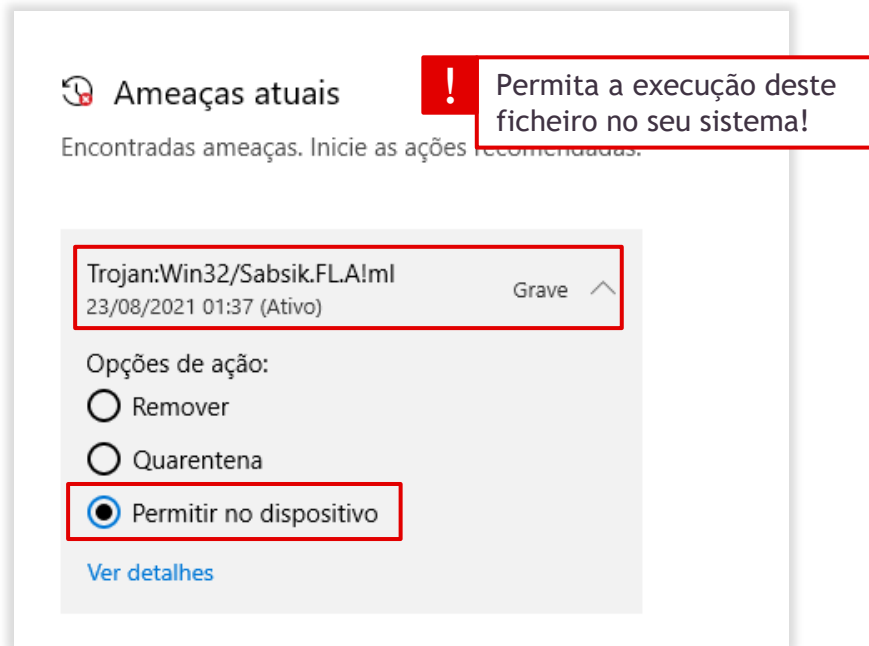 Ameaças atuais
!
Permita a execução deste
ficheiro no seu sistema!
Encontradas ameaças. Inicie as ações recomendadas.
Trojan:Win32/Sabsik.FL.A!ml
Grave
23/08/2021 01:37 (Ativo)
Opções de ação:
Remover
Quarentena
Permitir no dispositivo
Ver detalhes